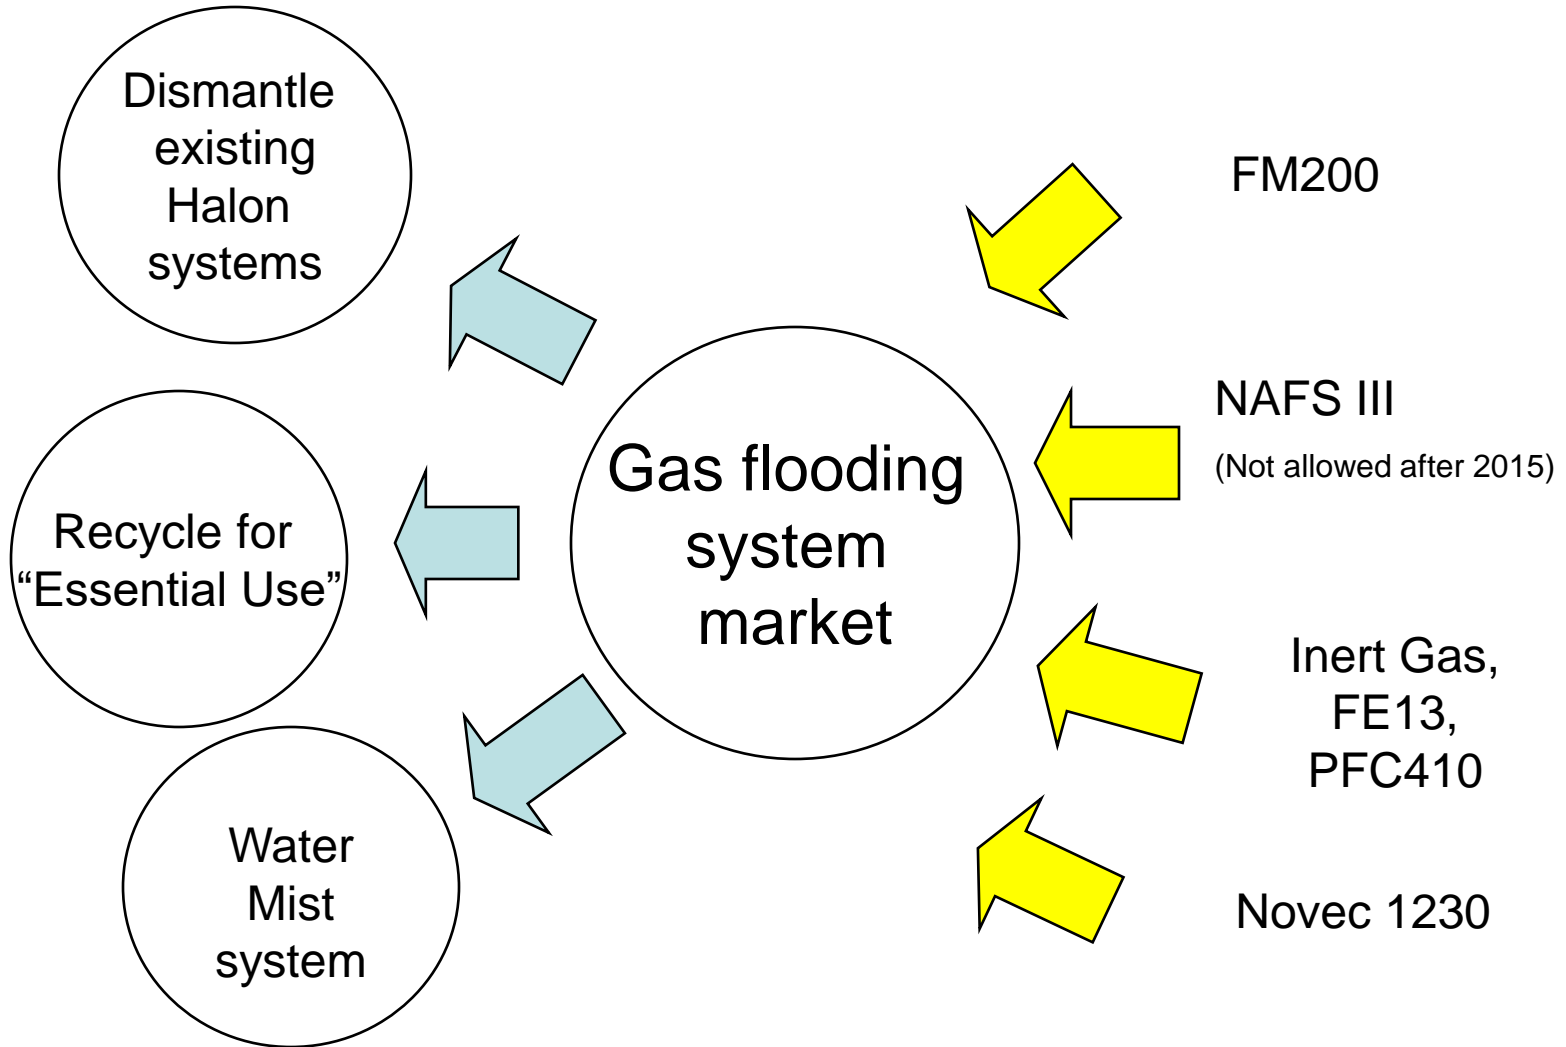 Dismantle
existing
Halon
systems
Recycle for
“Essential Use”
Water
Mist
system
Gas flooding
system
market
FM200
NAFS III
(Not allowed after 2015)
Inert Gas,
FE13,
PFC410
Novec 1230